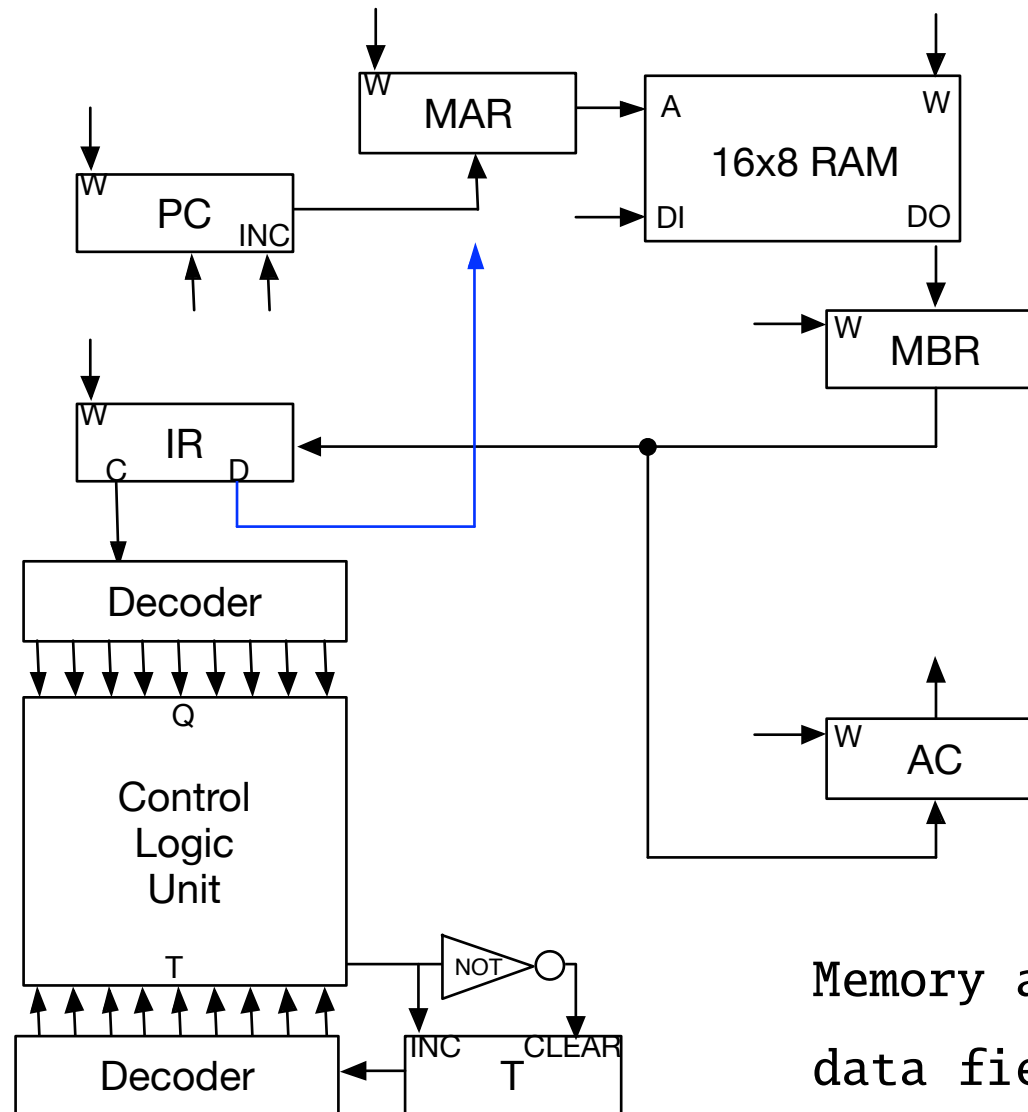 W
MAR
A
W
16x8 RAM
DI
DO
W
PC
INC
W
MBR
W
IR
C
D
Decoder
Q
Control
Logic
Unit
T
W
AC
NOT
INC
CLEAR
T
Decoder
Memory a
data fie